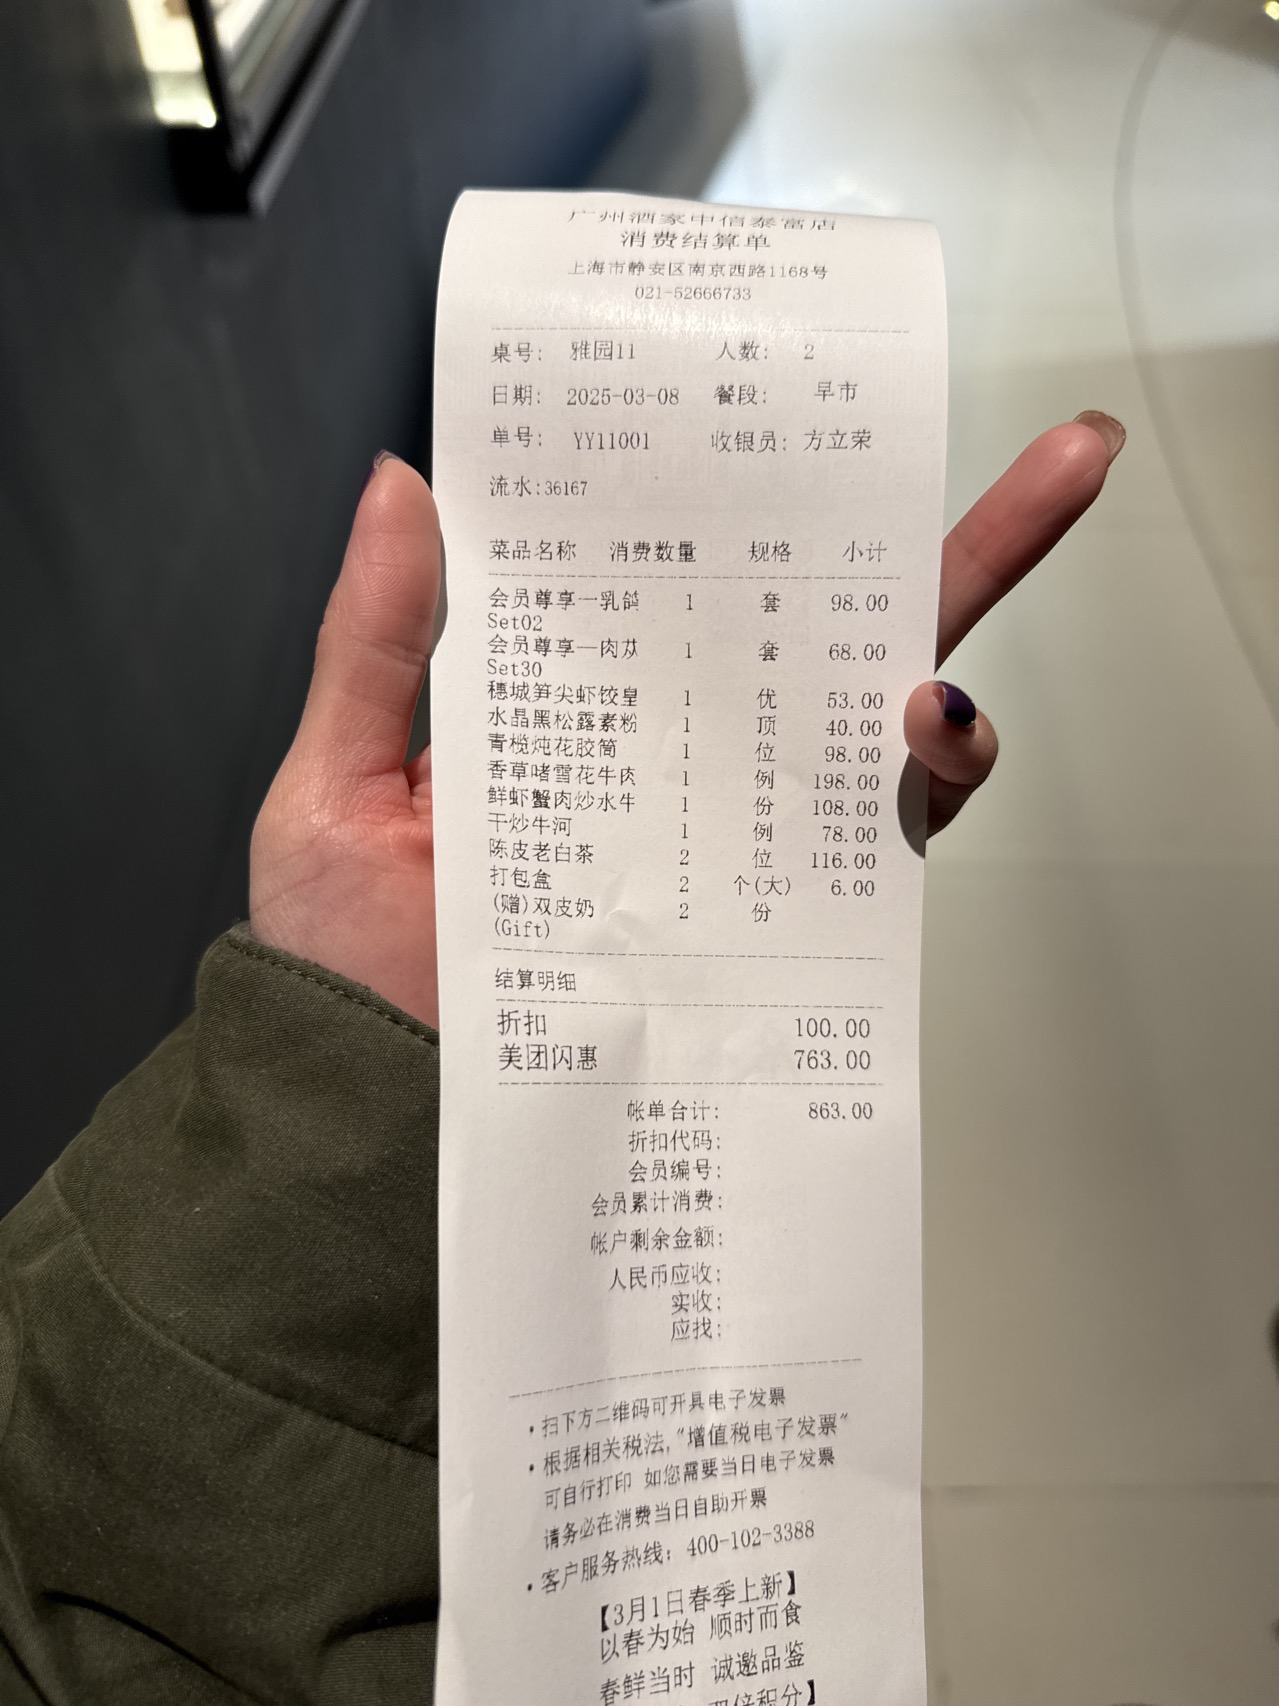 广州酒家中信泰富店
消费结算单
上海市静安区南京西路1168号
021-52666733
桌号: 雅园11 人数: 2
日期: 2025-03-08 餐段: 早市
单号: YY11001 收银员: 方立荣
流水:36167
菜品名称 消费数量 规格 小计
会员尊享一乳鸽 1 套 98.00
Set02
会员尊享一肉苁 1 套 68.00
Set30
穗城笋尖虾饺皇 1 优 53.00
水晶黑松露素粉 1 顶 40.00
青榄炖花胶筒 1 位 98.00
香草啫雪花牛肉 1 例 198.00
鲜虾蟹肉炒水牛 1 份 108.00
干炒牛河 1 例 78.00
陈皮老白茶 2 位 116.00
打包盒 2 个(大) 6.00
(赠)双皮奶 2 份
(Gift)
结算明细
折扣 100.00
美团闪惠 763.00
帐单合计: 863.00
折扣代码:
会员编号:
会员累计消费:
帐户剩余金额:
人民币应收:
实收:
应找:
·扫下方二维码可开具电子发票
·根据相关税法,"增值税电子发票"
可自行打印 如您需要当日电子发票
请务必在消费当日自助开票
·客户服务热线: 400-102-3388
【3月1日春季上新】
以春为始 顺时而食
春鲜当时 诚邀品鉴
倍积分】